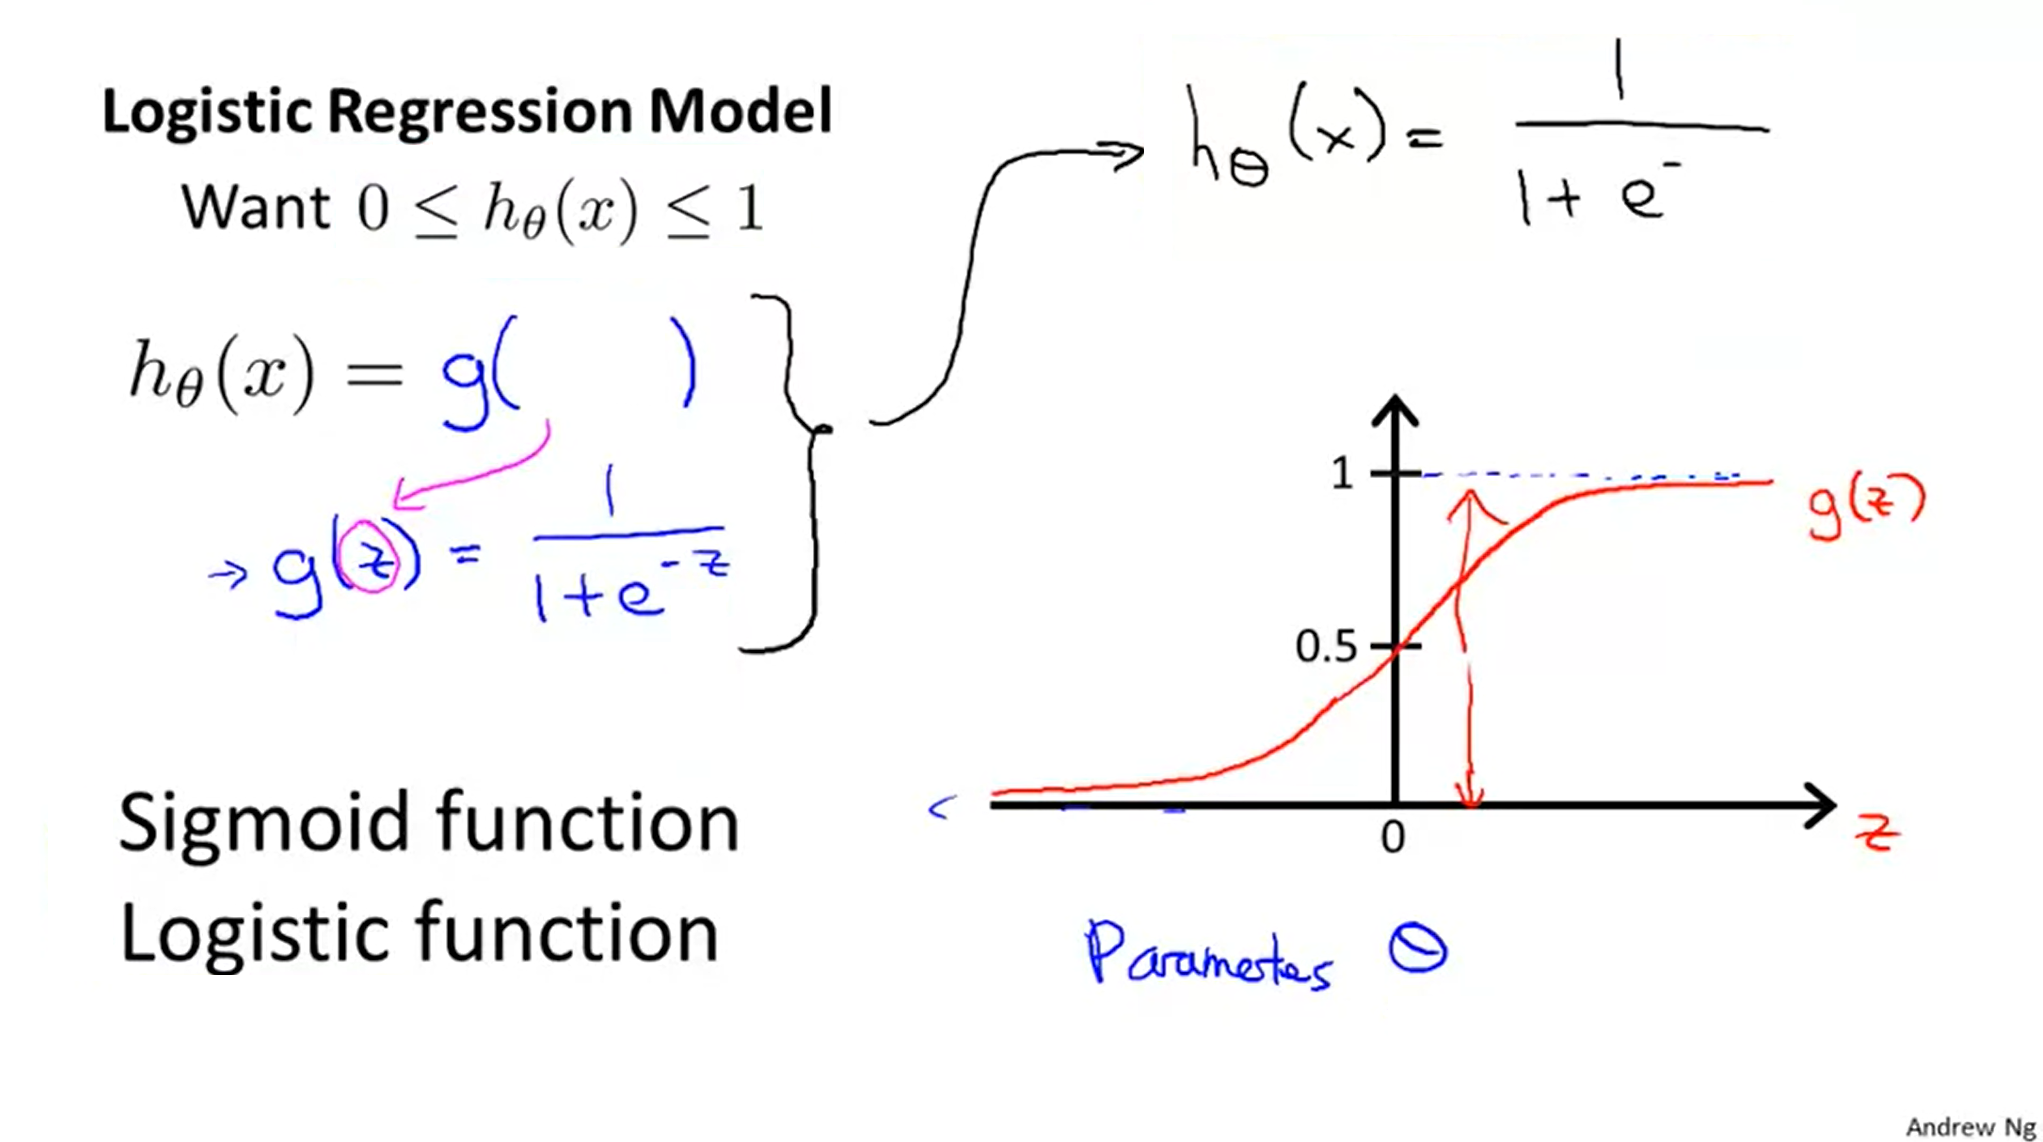 Logistic Regression Model
Want 0 ≤ hθ(x) ≤ 1
hθ(x) = g( )
→ g(z) = 1 / (1+e^-z)
Sigmoid function
Logistic function
hθ(x) = 1 / (1+ e^-
1
g(z)
0.5
0
z
Parameters Θ
Andrew Ng